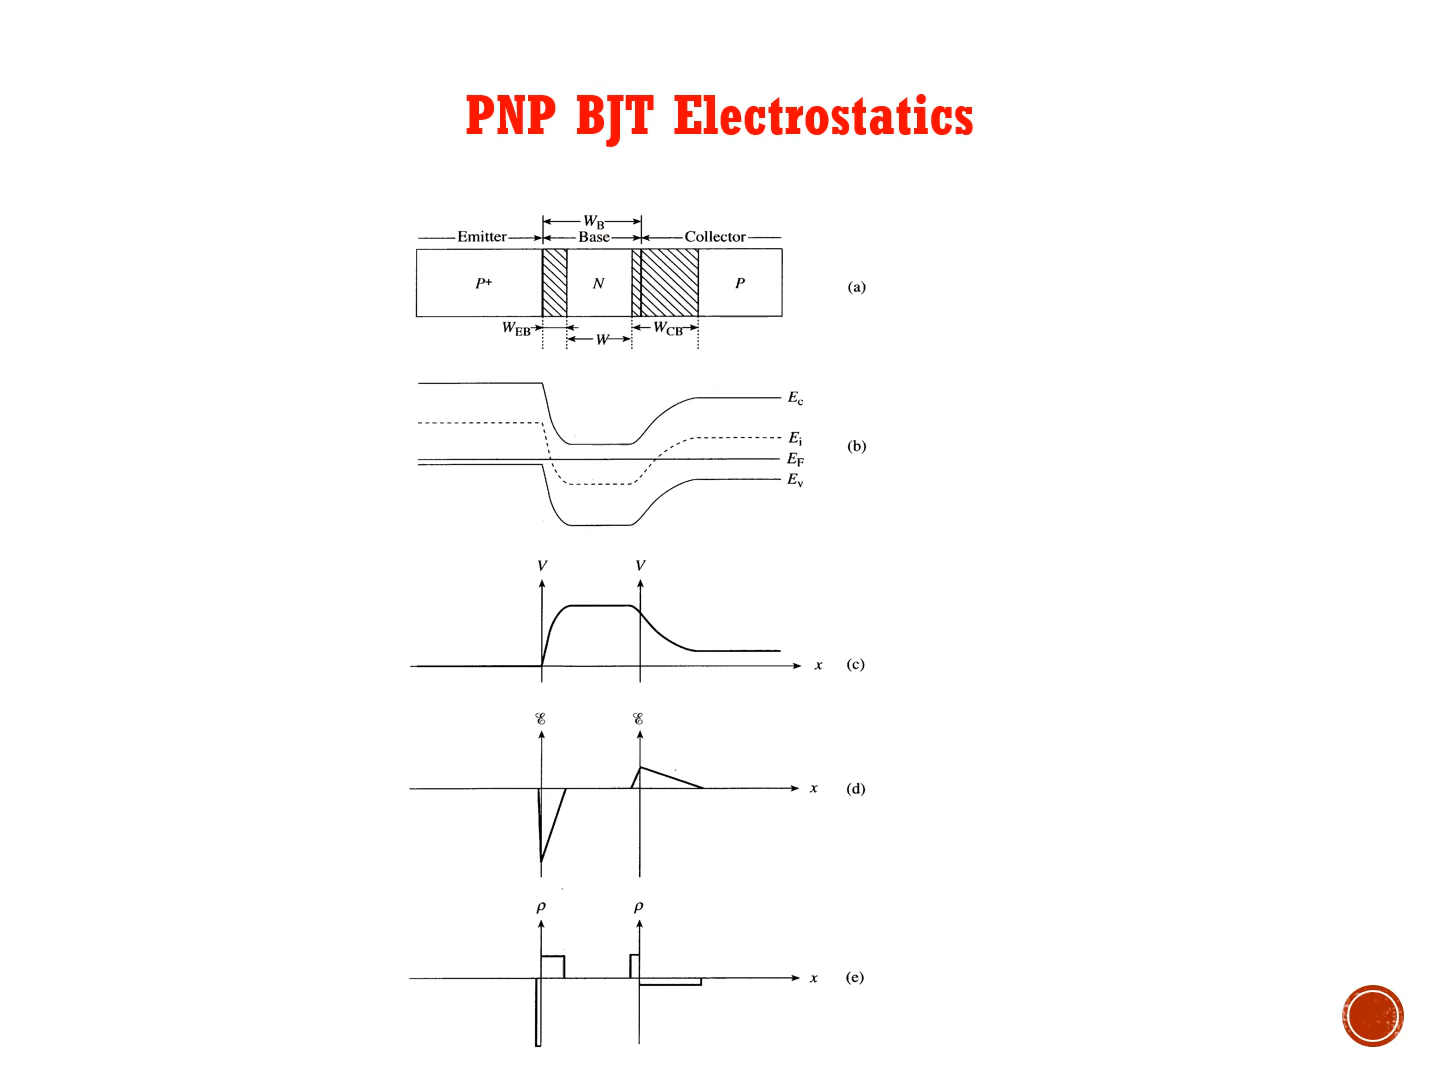 PNP BJT Electrostatics
W_B
Emitter Base Collector
P+ N P (a)
W_EB W_CB
W
E_c
E_i (b)
E_F
E_v
V V
x (c)
ℰ ℰ
x (d)
ρ ρ
x (e)